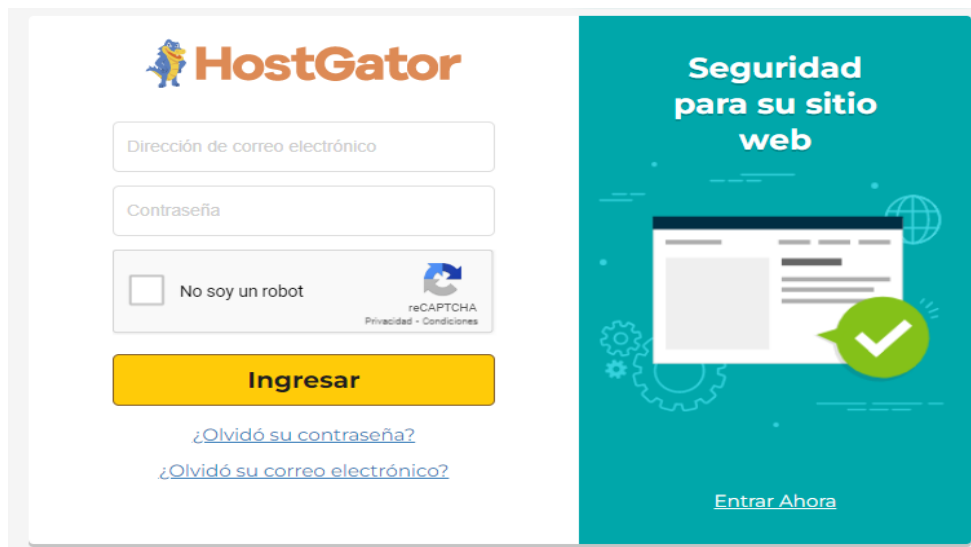 HostGator
Dirección de correo electrónico
Contraseña
No soy un robot
reCAPTCHA
Privacidad - Condiciones
Ingresar
¿Olvidó su contraseña?
¿Olvidó su correo electrónico?
Seguridad
para su sitio
web
Entrar Ahora